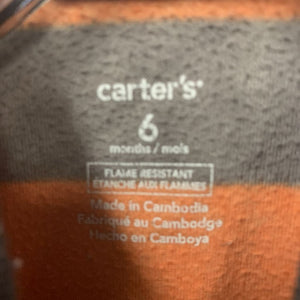 carter's
6
months / mois
FLAME RESISTANT
ÉTANCHE AUX FLAMMES
Made in Cambodia
Fabriqué au Cambodge
Hecho en Camboya